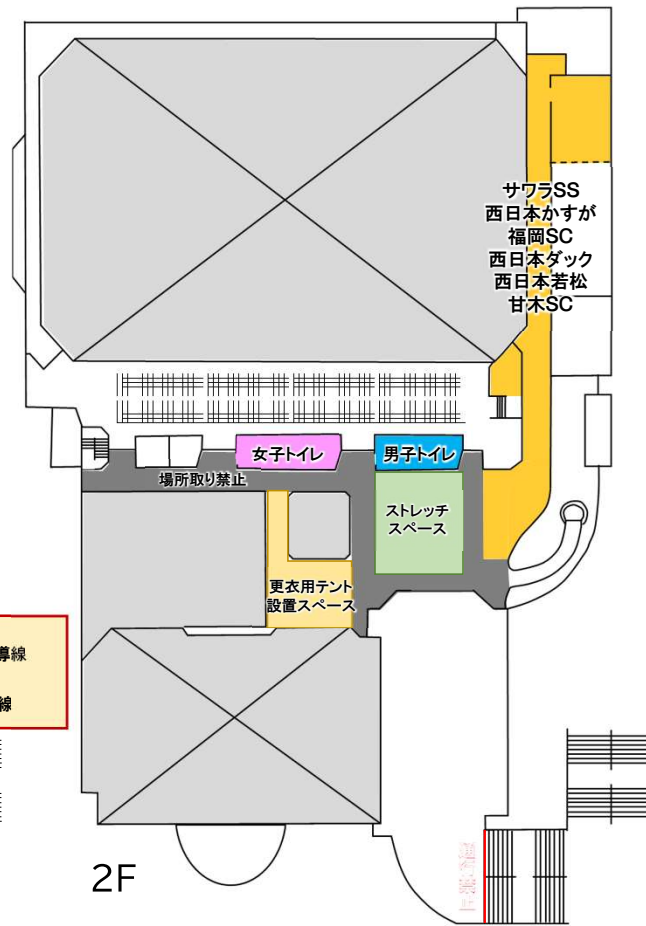 サワラSS
西日本かすが
福岡SC
西日本ダック
西日本若松
甘木SC
女子トイレ
男子トイレ
場所取り禁止
ストレッチ
スペース
更衣用テント
設置スペース
導線
線
2F